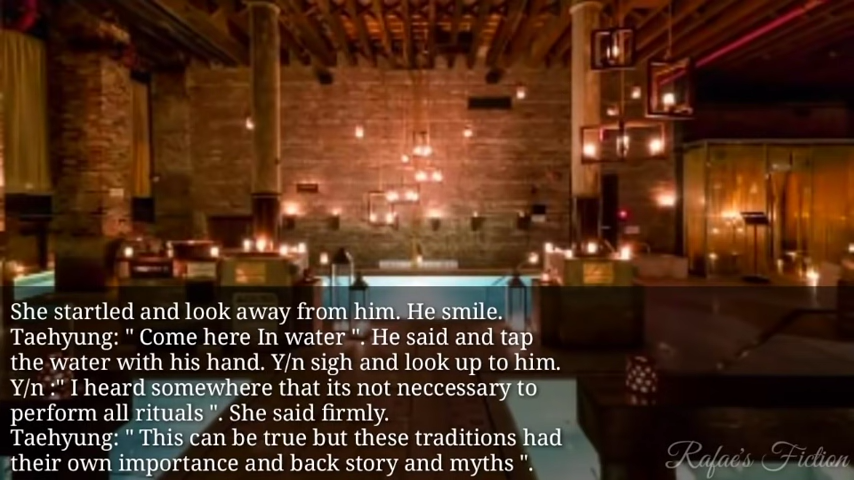 She startled and look away from him. He smile.
Taehyung: " Come here In water ". He said and tap
the water with his hand. Y/n sigh and look up to him.
Y/n :" I heard somewhere that its not neccessary to
perform all rituals ". She said firmly.
Taehyung: " This can be true but these traditions had
their own importance and back story and myths ".
Rafae's Fiction